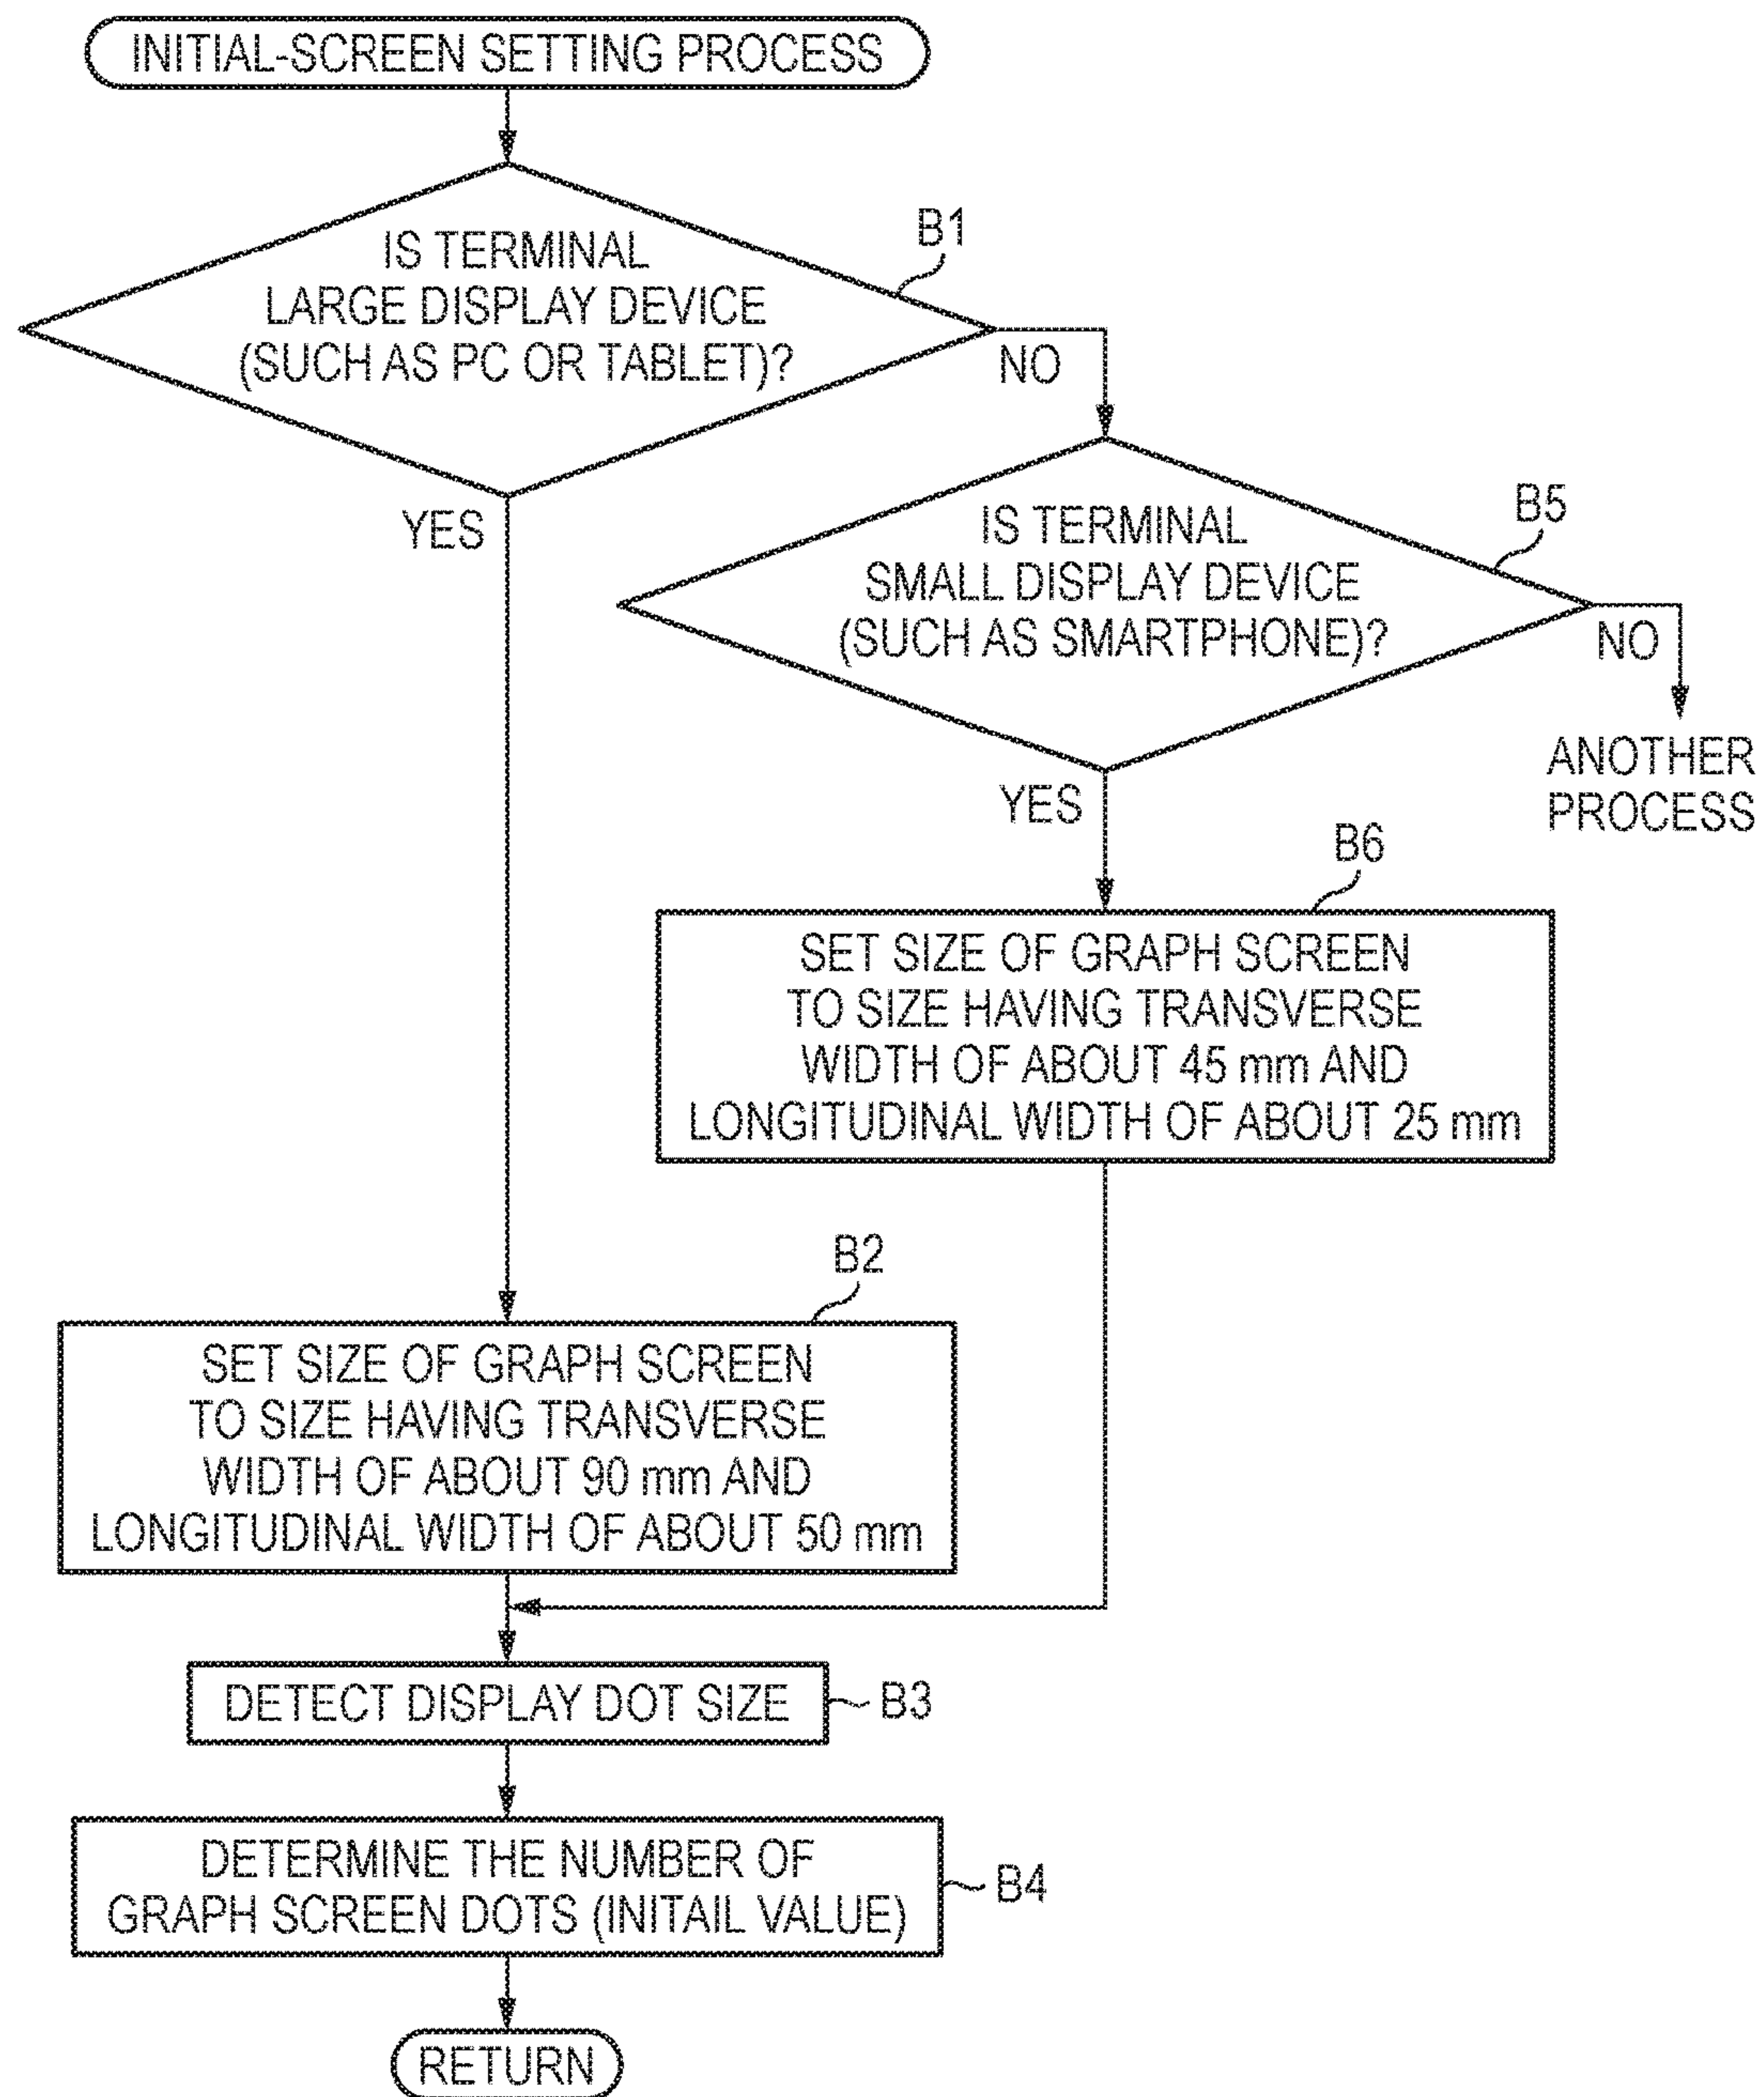 INITIAL-SCREEN SETTING PROCESS
B1
IS TERMINAL
LARGE DISPLAY DEVICE
(SUCH AS PC OR TABLET)?
NO
YES
B5
IS TERMINAL
SMALL DISPLAY DEVICE
(SUCH AS SMARTPHONE)?
NO
ANOTHER
PROCESS
YES
B6
SET SIZE OF GRAPH SCREEN
TO SIZE HAVING TRANSVERSE
WIDTH OF ABOUT 45 mm AND
LONGITUDINAL WIDTH OF ABOUT 25 mm
B2
SET SIZE OF GRAPH SCREEN
TO SIZE HAVING TRANSVERSE
WIDTH OF ABOUT 90 mm AND
LONGITUDINAL WIDTH OF ABOUT 50 mm
DETECT DISPLAY DOT SIZE
B3
DETERMINE THE NUMBER OF
GRAPH SCREEN DOTS (INITAIL VALUE)
B4
RETURN